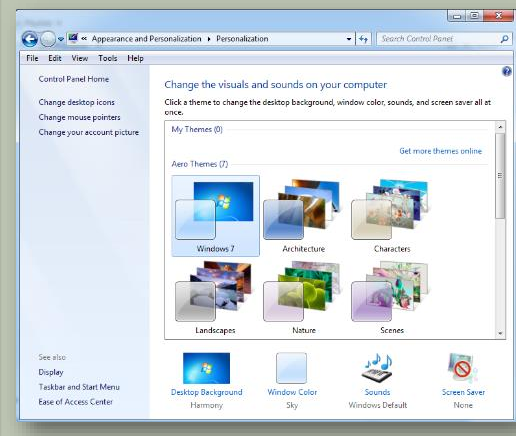 « Appearance and Personalization ▸ Personalization
Search Control Panel
File Edit View Tools Help
Control Panel Home
Change desktop icons
Change mouse pointers
Change your account picture
Change the visuals and sounds on your computer
Click a theme to change the desktop background, window color, sounds, and screen saver all at
once.
My Themes (0)
Get more themes online
Aero Themes (7)
Windows 7 Architecture Characters
Landscapes Nature Scenes
See also
Display
Taskbar and Start Menu
Ease of Access Center
Desktop Background Window Color Sounds Screen Saver
Harmony Sky Windows Default None